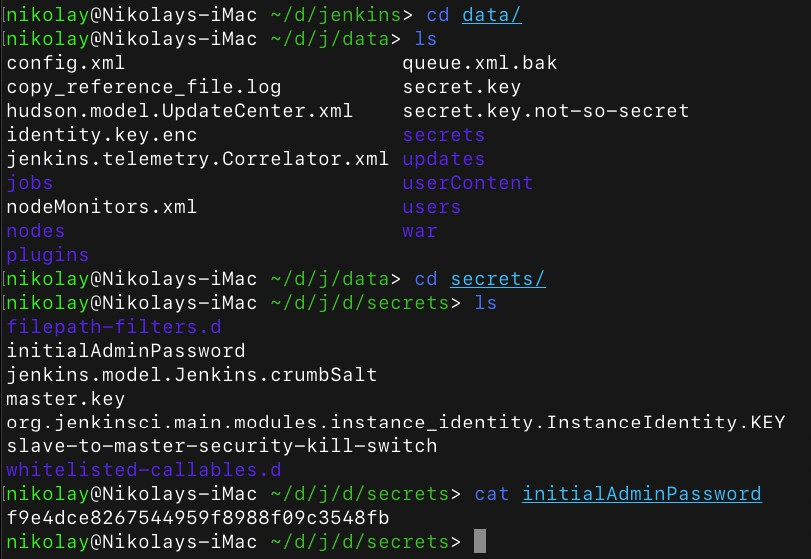 nikolay@Nikolays-iMac ~/d/jenkins> cd data/
nikolay@Nikolays-iMac ~/d/j/data> ls
config.xml queue.xml.bak
copy_reference_file.log secret.key
hudson.model.UpdateCenter.xml secret.key.not-so-secret
identity.key.enc secrets
jenkins.telemetry.Correlator.xml updates
jobs userContent
nodeMonitors.xml users
nodes war
plugins
nikolay@Nikolays-iMac ~/d/j/data> cd secrets/
nikolay@Nikolays-iMac ~/d/j/d/secrets> ls
filepath-filters.d
initialAdminPassword
jenkins.model.Jenkins.crumbSalt
master.key
org.jenkinsci.main.modules.instance_identity.InstanceIdentity.KEY
slave-to-master-security-kill-switch
whitelisted-callables.d
nikolay@Nikolays-iMac ~/d/j/d/secrets> cat initialAdminPassword
f9e4dce8267544959f8988f09c3548fb
nikolay@Nikolays-iMac ~/d/j/d/secrets>